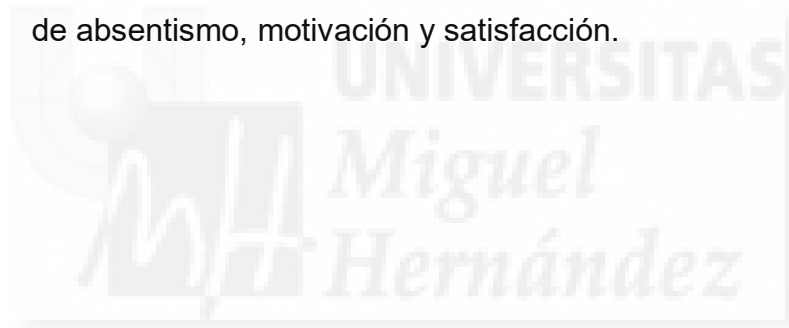 de absentismo, motivación y satisfacción.
UNIVERSITAS
Miguel
Hernández